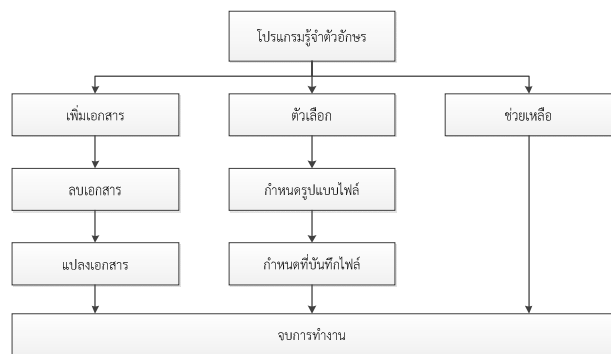 โปรแกรมรู้จำตัวอักษร
เพิ่มเอกสาร
ตัวเลือก
ช่วยเหลือ
ลบเอกสาร
กำหนดรูปแบบไฟล์
แปลงเอกสาร
กำหนดที่บันทึกไฟล์
จบการทำงาน